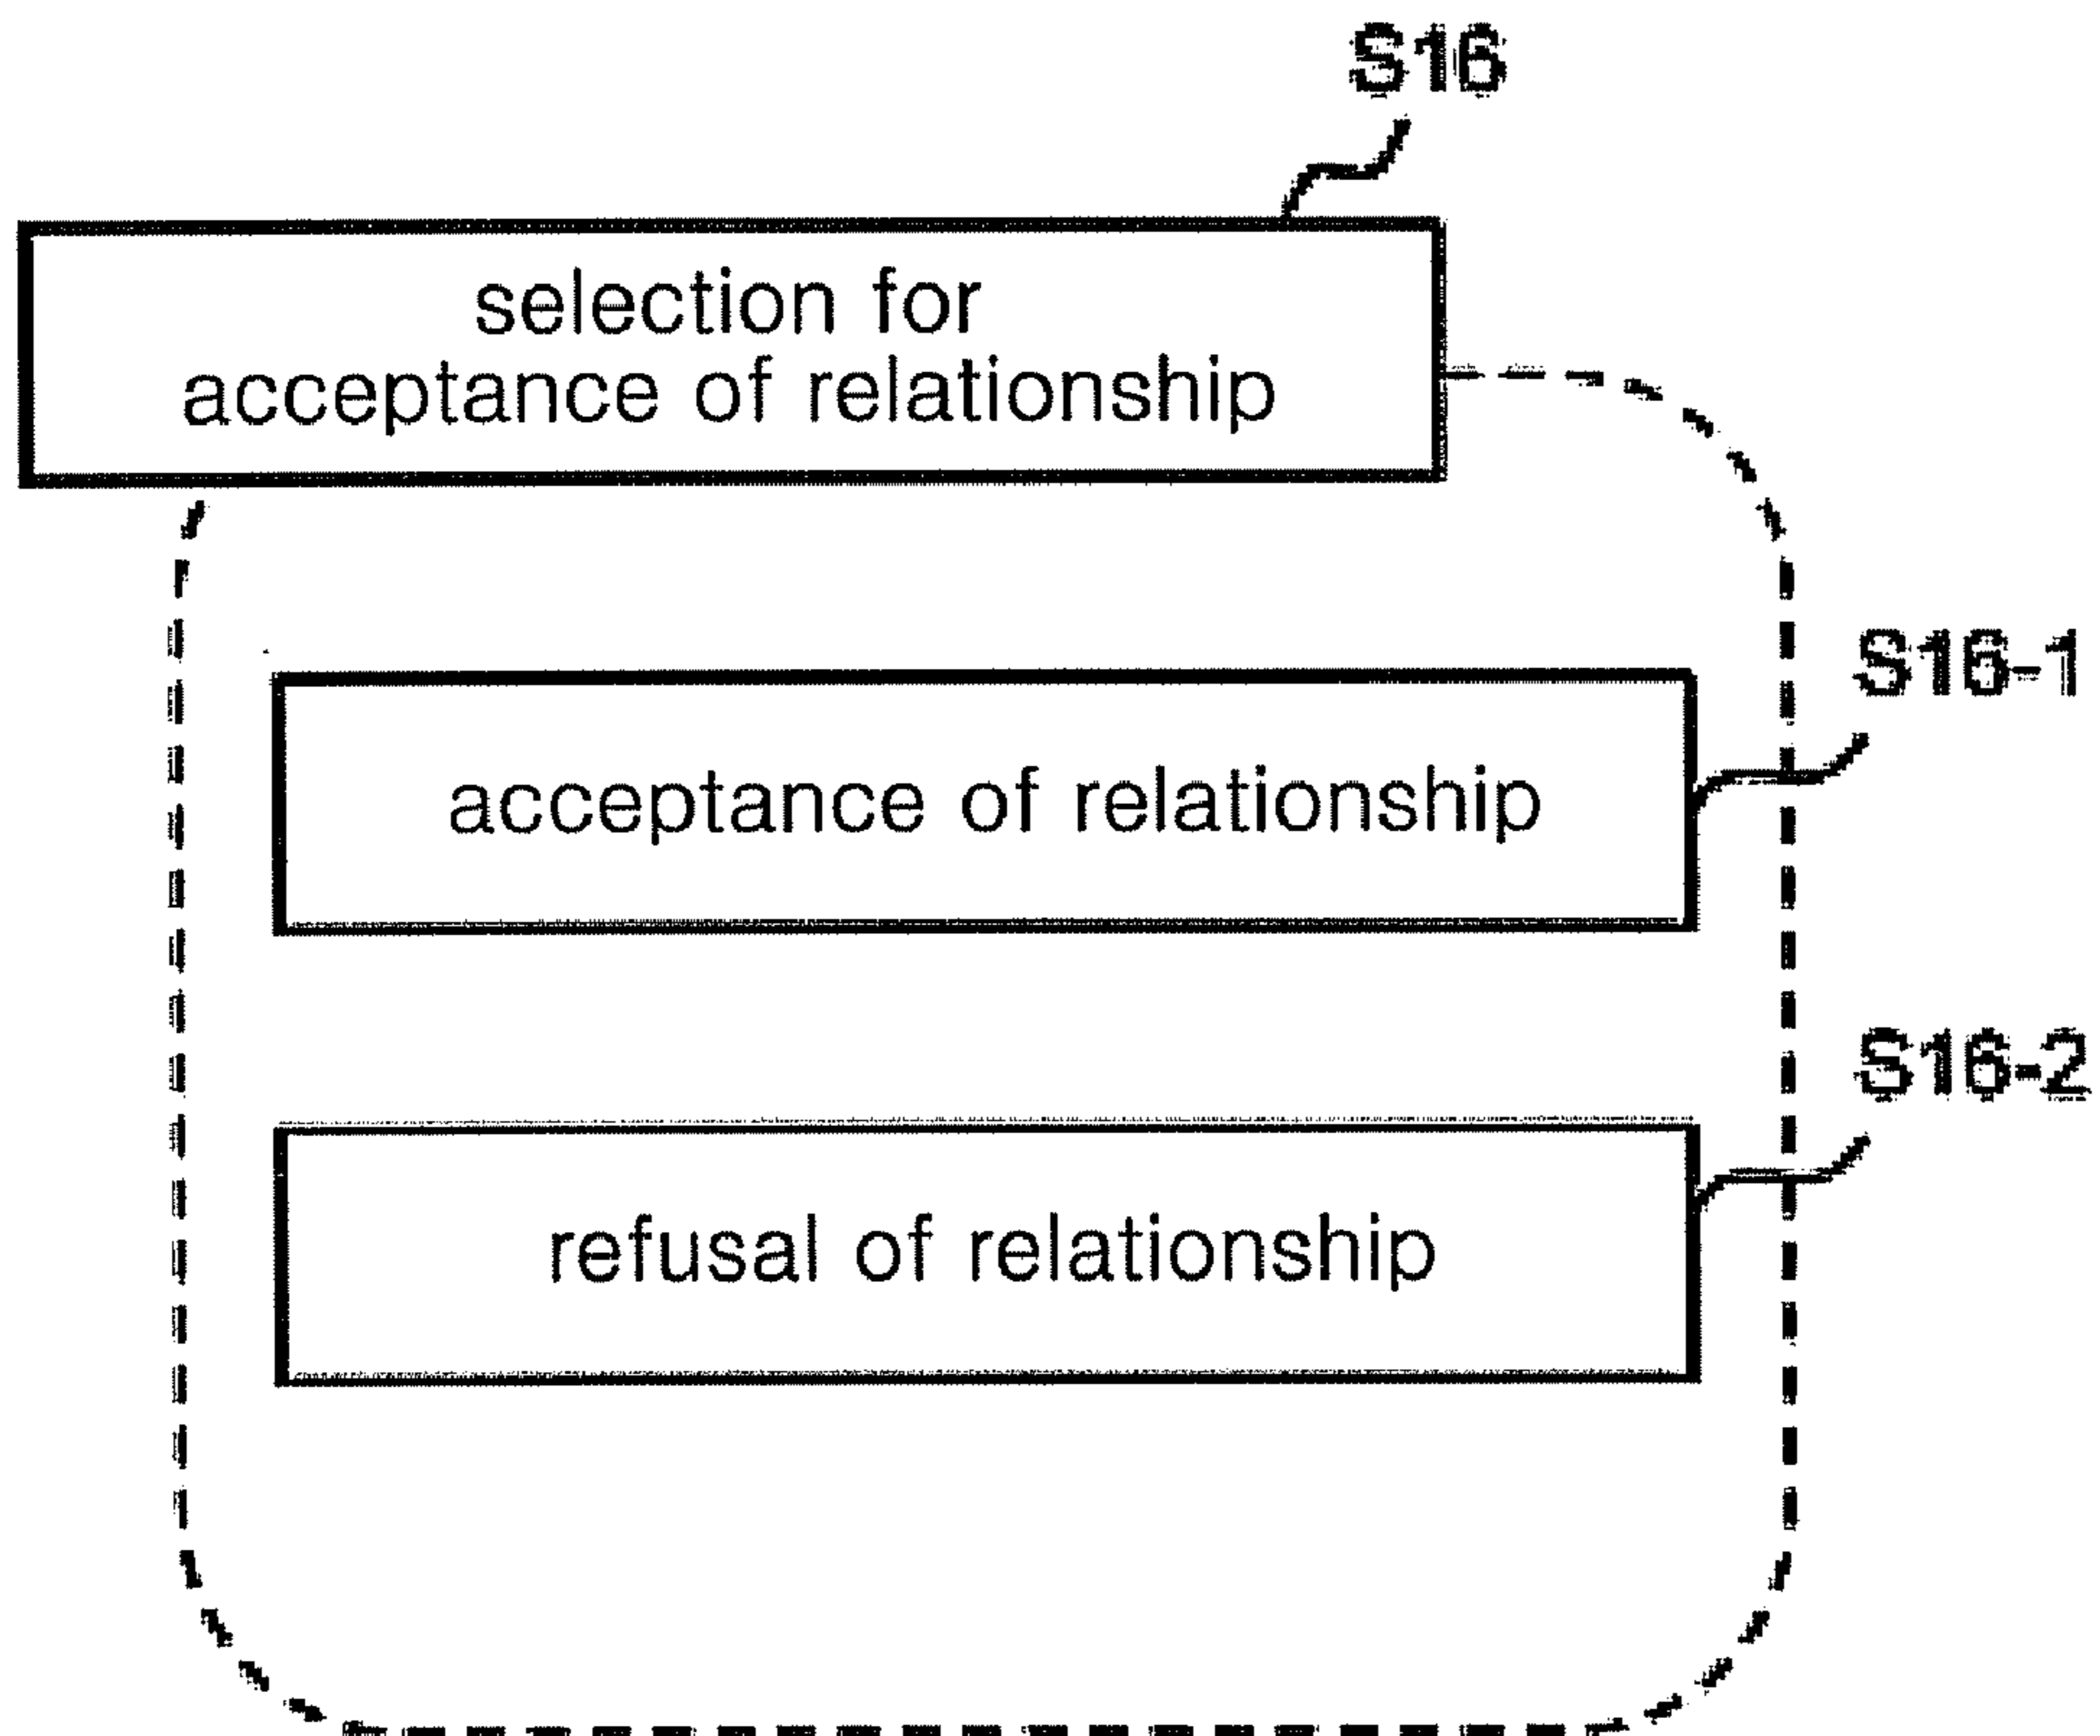 S16
selection for
acceptance of relationship
S16-1
acceptance of relationship
S16-2
refusal of relationship